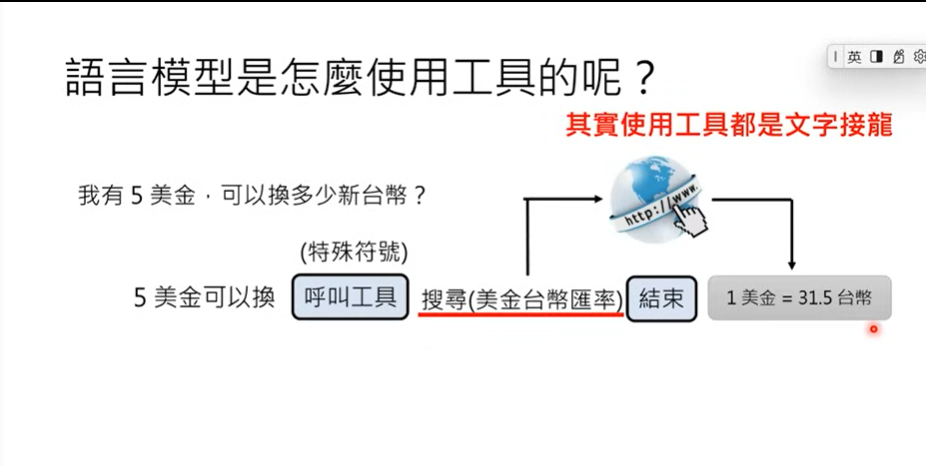 語言模型是怎麼使用工具的呢？
英
其實使用工具都是文字接龍
我有 5 美金，可以換多少新台幣？
http://www.
(特殊符號)
5 美金可以換 呼叫工具 搜尋(美金台幣匯率) 結束 1 美金 = 31.5 台幣